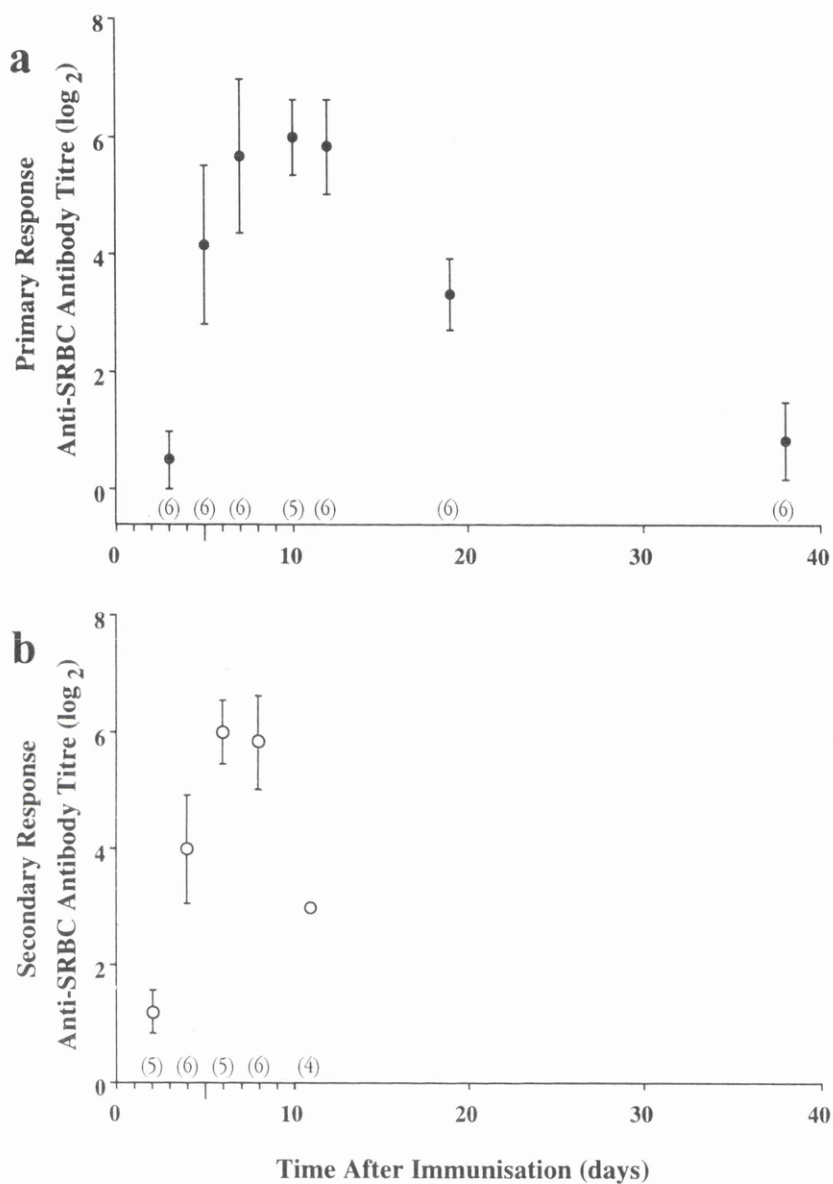 a
Primary Response
Anti-SRBC Antibody Titre (log 2)
8
6
4
2
0
(6) (6) (6) (5) (6) (6) (6)
0 10 20 30 40
b
Secondary Response
Anti-SRBC Antibody Titre (log 2)
8
6
4
2
0
(5) (6) (5) (6) (4)
0 10 20 30 40
Time After Immunisation (days)